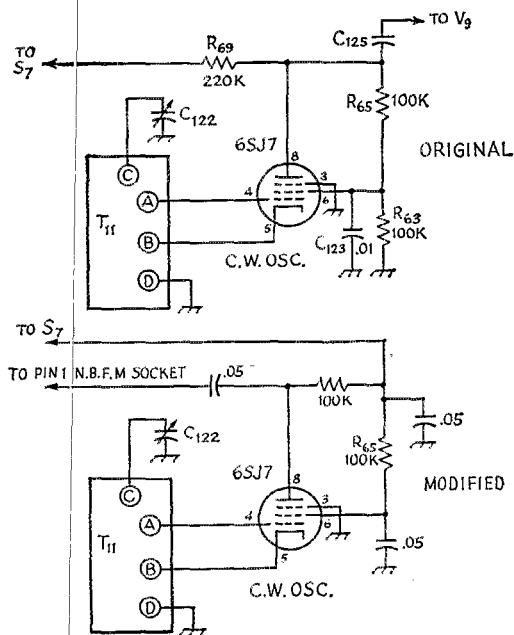 TO V9
C125
TO S7
R69
220K
R65 100K
C122
ORIGINAL
6SJ7
8
C
3
6
A
4
T11
5
R63
100K
B
C123 .01
C.W. OSC.
D
TO S7
TO PIN 1 N.B.F.M SOCKET
.05
100K
.05
C122
R65
100K
6SJ7
8
MODIFIED
C
3
6
A
4
T11
.05
5
B
C.W. OSC.
D